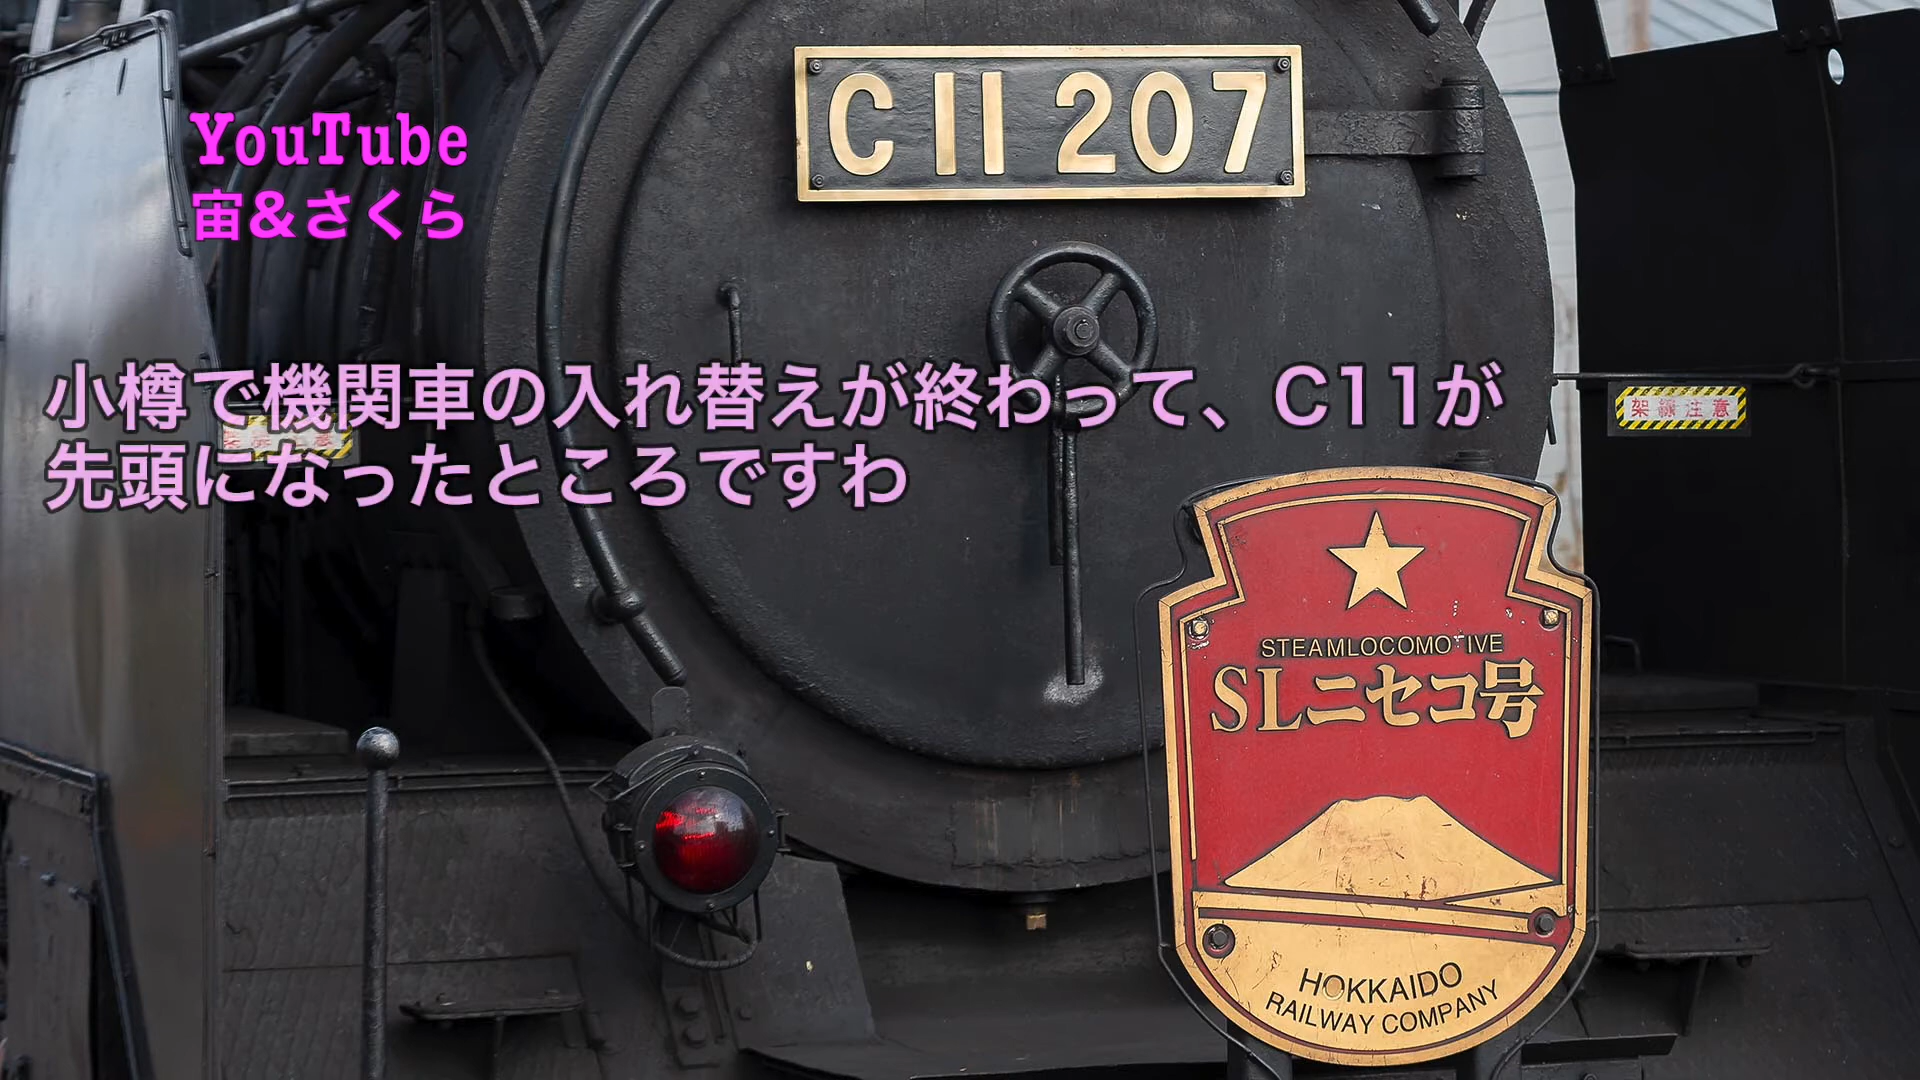 C11 207
YouTube
宙&さくら
小樽で機関車の入れ替えが終わって、C11が
先頭になったところですわ
架線注意
STEAMLOCOMOTIVE
SLニセコ号
HOKKAIDO
RAILWAY COMPANY